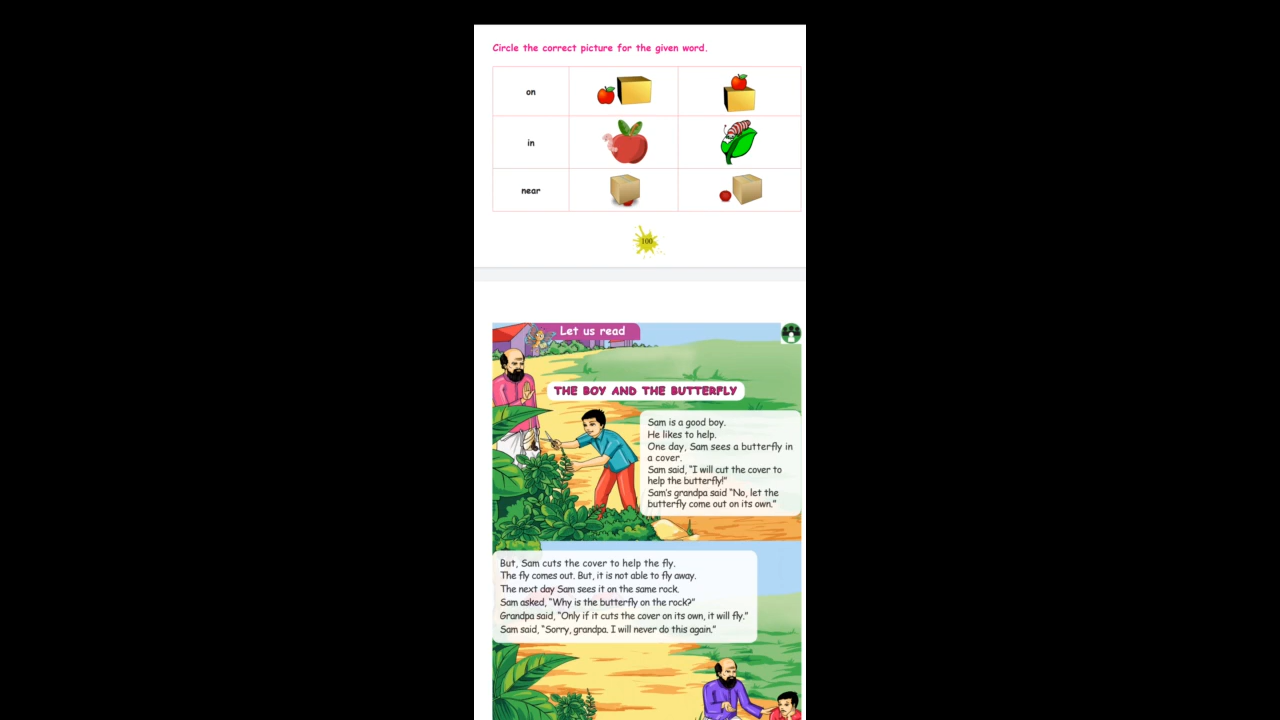 Circle the correct picture for the given word.
on
in
near
100
Let us read
THE BOY AND THE BUTTERFLY
Sam is a good boy.
He likes to help.
One day, Sam sees a butterfly in
a cover.
Sam said, “I will cut the cover to
help the butterfly!”
Sam’s grandpa said “No, let the
butterfly come out on its own.”
But, Sam cuts the cover to help the fly.
The fly comes out. But, it is not able to fly away.
The next day Sam sees it on the same rock.
Sam asked, “Why is the butterfly on the rock?”
Grandpa said, “Only if it cuts the cover on its own, it will fly.”
Sam said, “Sorry, grandpa. I will never do this again.”